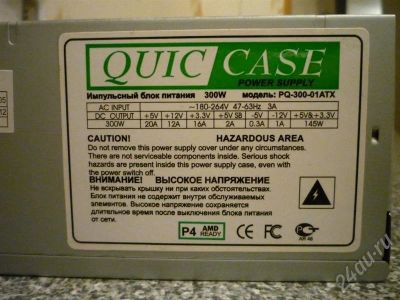 QUIC CASE
POWER SUPPLY
Импульсный блок питания 300W модель: PQ-300-01ATX
AC INPUT ~180-264V 47-63Hz 3A
DC OUTPUT +5V +12V +3.3V +5V SB -5V -12V +5V&+3.3V
300W 20A 12A 16A 2A 0.3A 1A 145W
CAUTION! HAZARDOUS AREA
Do not remove this power supply cover under any condition.
There are no serviceable components inside. Serious shock
hazards are present inside this power supply case, even with
the power switch off.
ВНИМАНИЕ! ВЫСОКОЕ НАПРЯЖЕНИЕ
Не вскрывать крышку ни при каких обстоятельствах.
Блок питания не содержит внутри обслуживаемых
элементов. Внутри имеется высокое напряжение,
длительное время после выключения блока питания
от сети.
P4 AMD READY CE FC
24au.ru